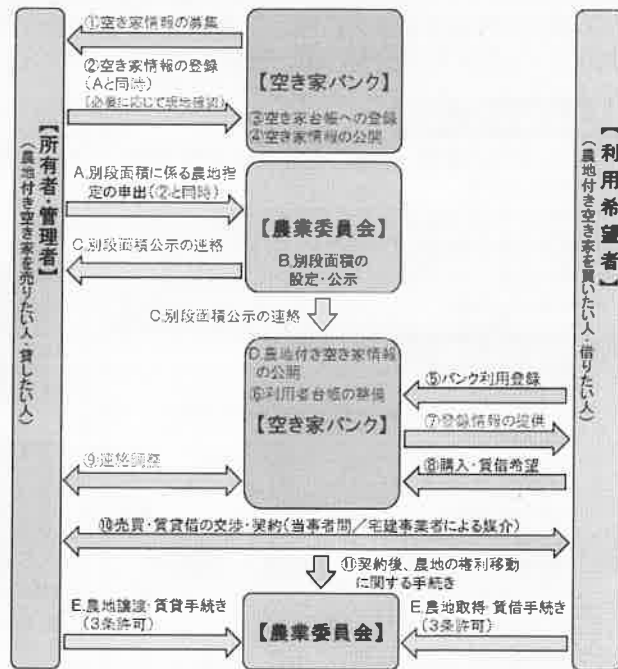 ①空き家情報の募集
②空き家情報の登録
(Aと同時)
(必要に応じて現地確認)
【空き家バンク】
③空き家台帳への登録
④空き家情報の公開
【所有者・管理者】
(農地付き空き家を売りたい人・貸したい人)
【利用希望者】
(農地付き空き家を買いたい人・借りたい人)
A.別段面積に係る農地指
定の申出(②と同時)
C.別段面積公示の連絡
【農業委員会】
B.別段面積の
設定・公示
C.別段面積公示の連絡
D.農地付き空き家情報
の公開
⑥利用者台帳の整備
【空き家バンク】
⑤バンク利用登録
⑦登録情報の提供
⑧購入・賃借希望
⑨連絡調整
⑩売買・賃貸借の交渉・契約(当事者間/宅建事業者による媒介)
⑪契約後、農地の権利移動
に関する手続き
E.農地譲渡・賃貸手続き
(3条許可)
【農業委員会】
E.農地取得・賃借手続き
(3条許可)